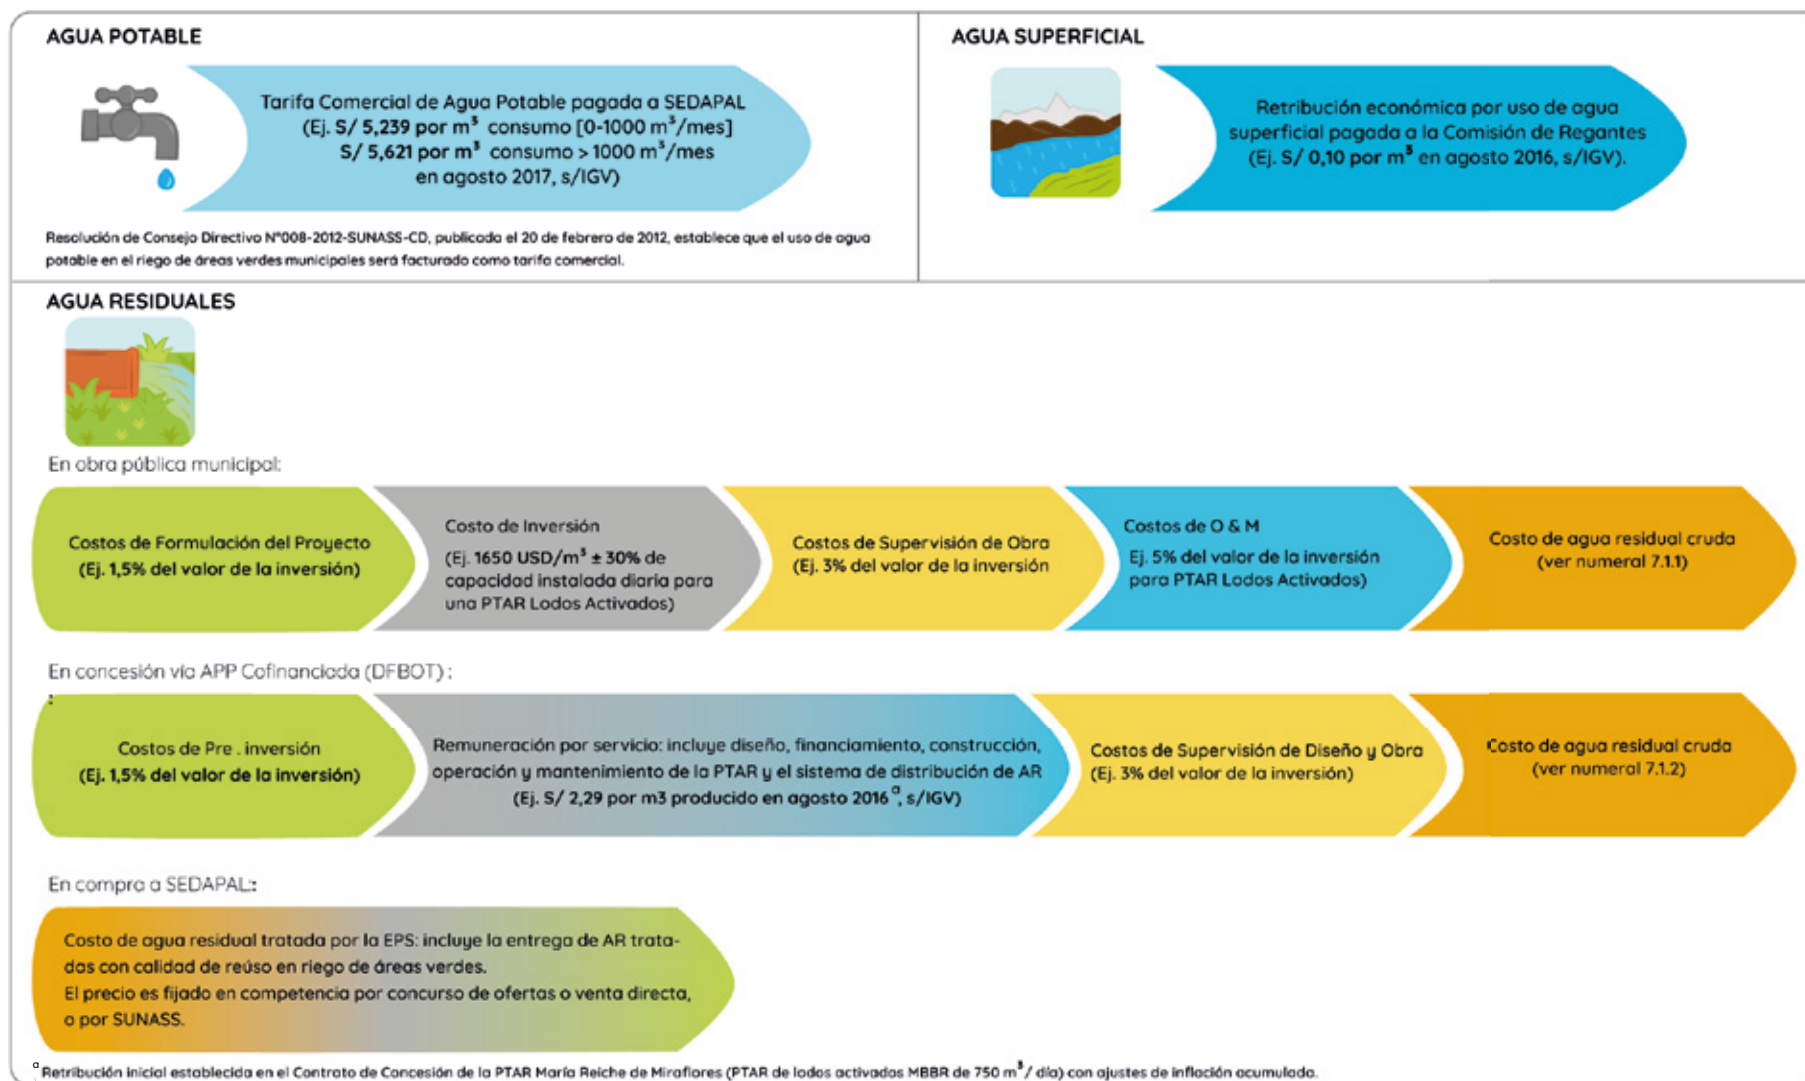 AGUA POTABLE
Tarifa Comercial de Agua Potable pagada a SEDAPAL
(Ej. S/ 5,239 por m³ consumo [0-1000 m³/mes]
S/ 5,621 por m³ consumo > 1000 m³/mes
en agosto 2017, s/IGV)
Resolución de Consejo Directivo N°008-2012-SUNASS-CD, publicada el 20 de febrero de 2012, establece que el uso de agua
potable en el riego de áreas verdes municipales será facturado como tarifa comercial.
AGUA SUPERFICIAL
Retribución económica por uso de agua
superficial pagada a la Comisión de Regantes
(Ej. S/ 0,10 por m³ en agosto 2016, s/IGV).
AGUA RESIDUALES
En obra pública municipal:
Costos de Formulación del Proyecto
(Ej. 1,5% del valor de la inversión)
Costo de Inversión
(Ej. 1650 USD/m³ ± 30% de
capacidad instalada diaria para
una PTAR Lodos Activados)
Costos de Supervisión de Obra
(Ej. 3% del valor de la inversión
Costos de O & M
Ej. 5% del valor de la inversión
para PTAR Lodos Activados)
Costo de agua residual cruda
(ver numeral 7.1.1)
En concesión vía APP Cofinanciada (DFBOT) :
:
Costos de Pre . inversión
(Ej. 1,5% del valor de la inversión)
Remuneración por servicio: incluye diseño, financiamiento, construcción,
operación y mantenimiento de la PTAR y el sistema de distribución de AR
(Ej. S/ 2,29 por m3 producido en agosto 2016 ª, s/IGV)
Costos de Supervisión de Diseño y Obra
(Ej. 3% del valor de la inversión)
Costo de agua residual cruda
(ver numeral 7.1.2)
En compra a SEDAPAL::
Costo de agua residual tratada por la EPS: incluye la entrega de AR trata-
das con calidad de reúso en riego de áreas verdes.
El precio es fijado en competencia por concurso de ofertas o venta directa,
o por SUNASS.
ª Retribución inicial establecida en el Contrato de Concesión de la PTAR María Reiche de Miraflores (PTAR de lodos activados MBBR de 750 m³/ día) con ajustes de inflación acumulada.